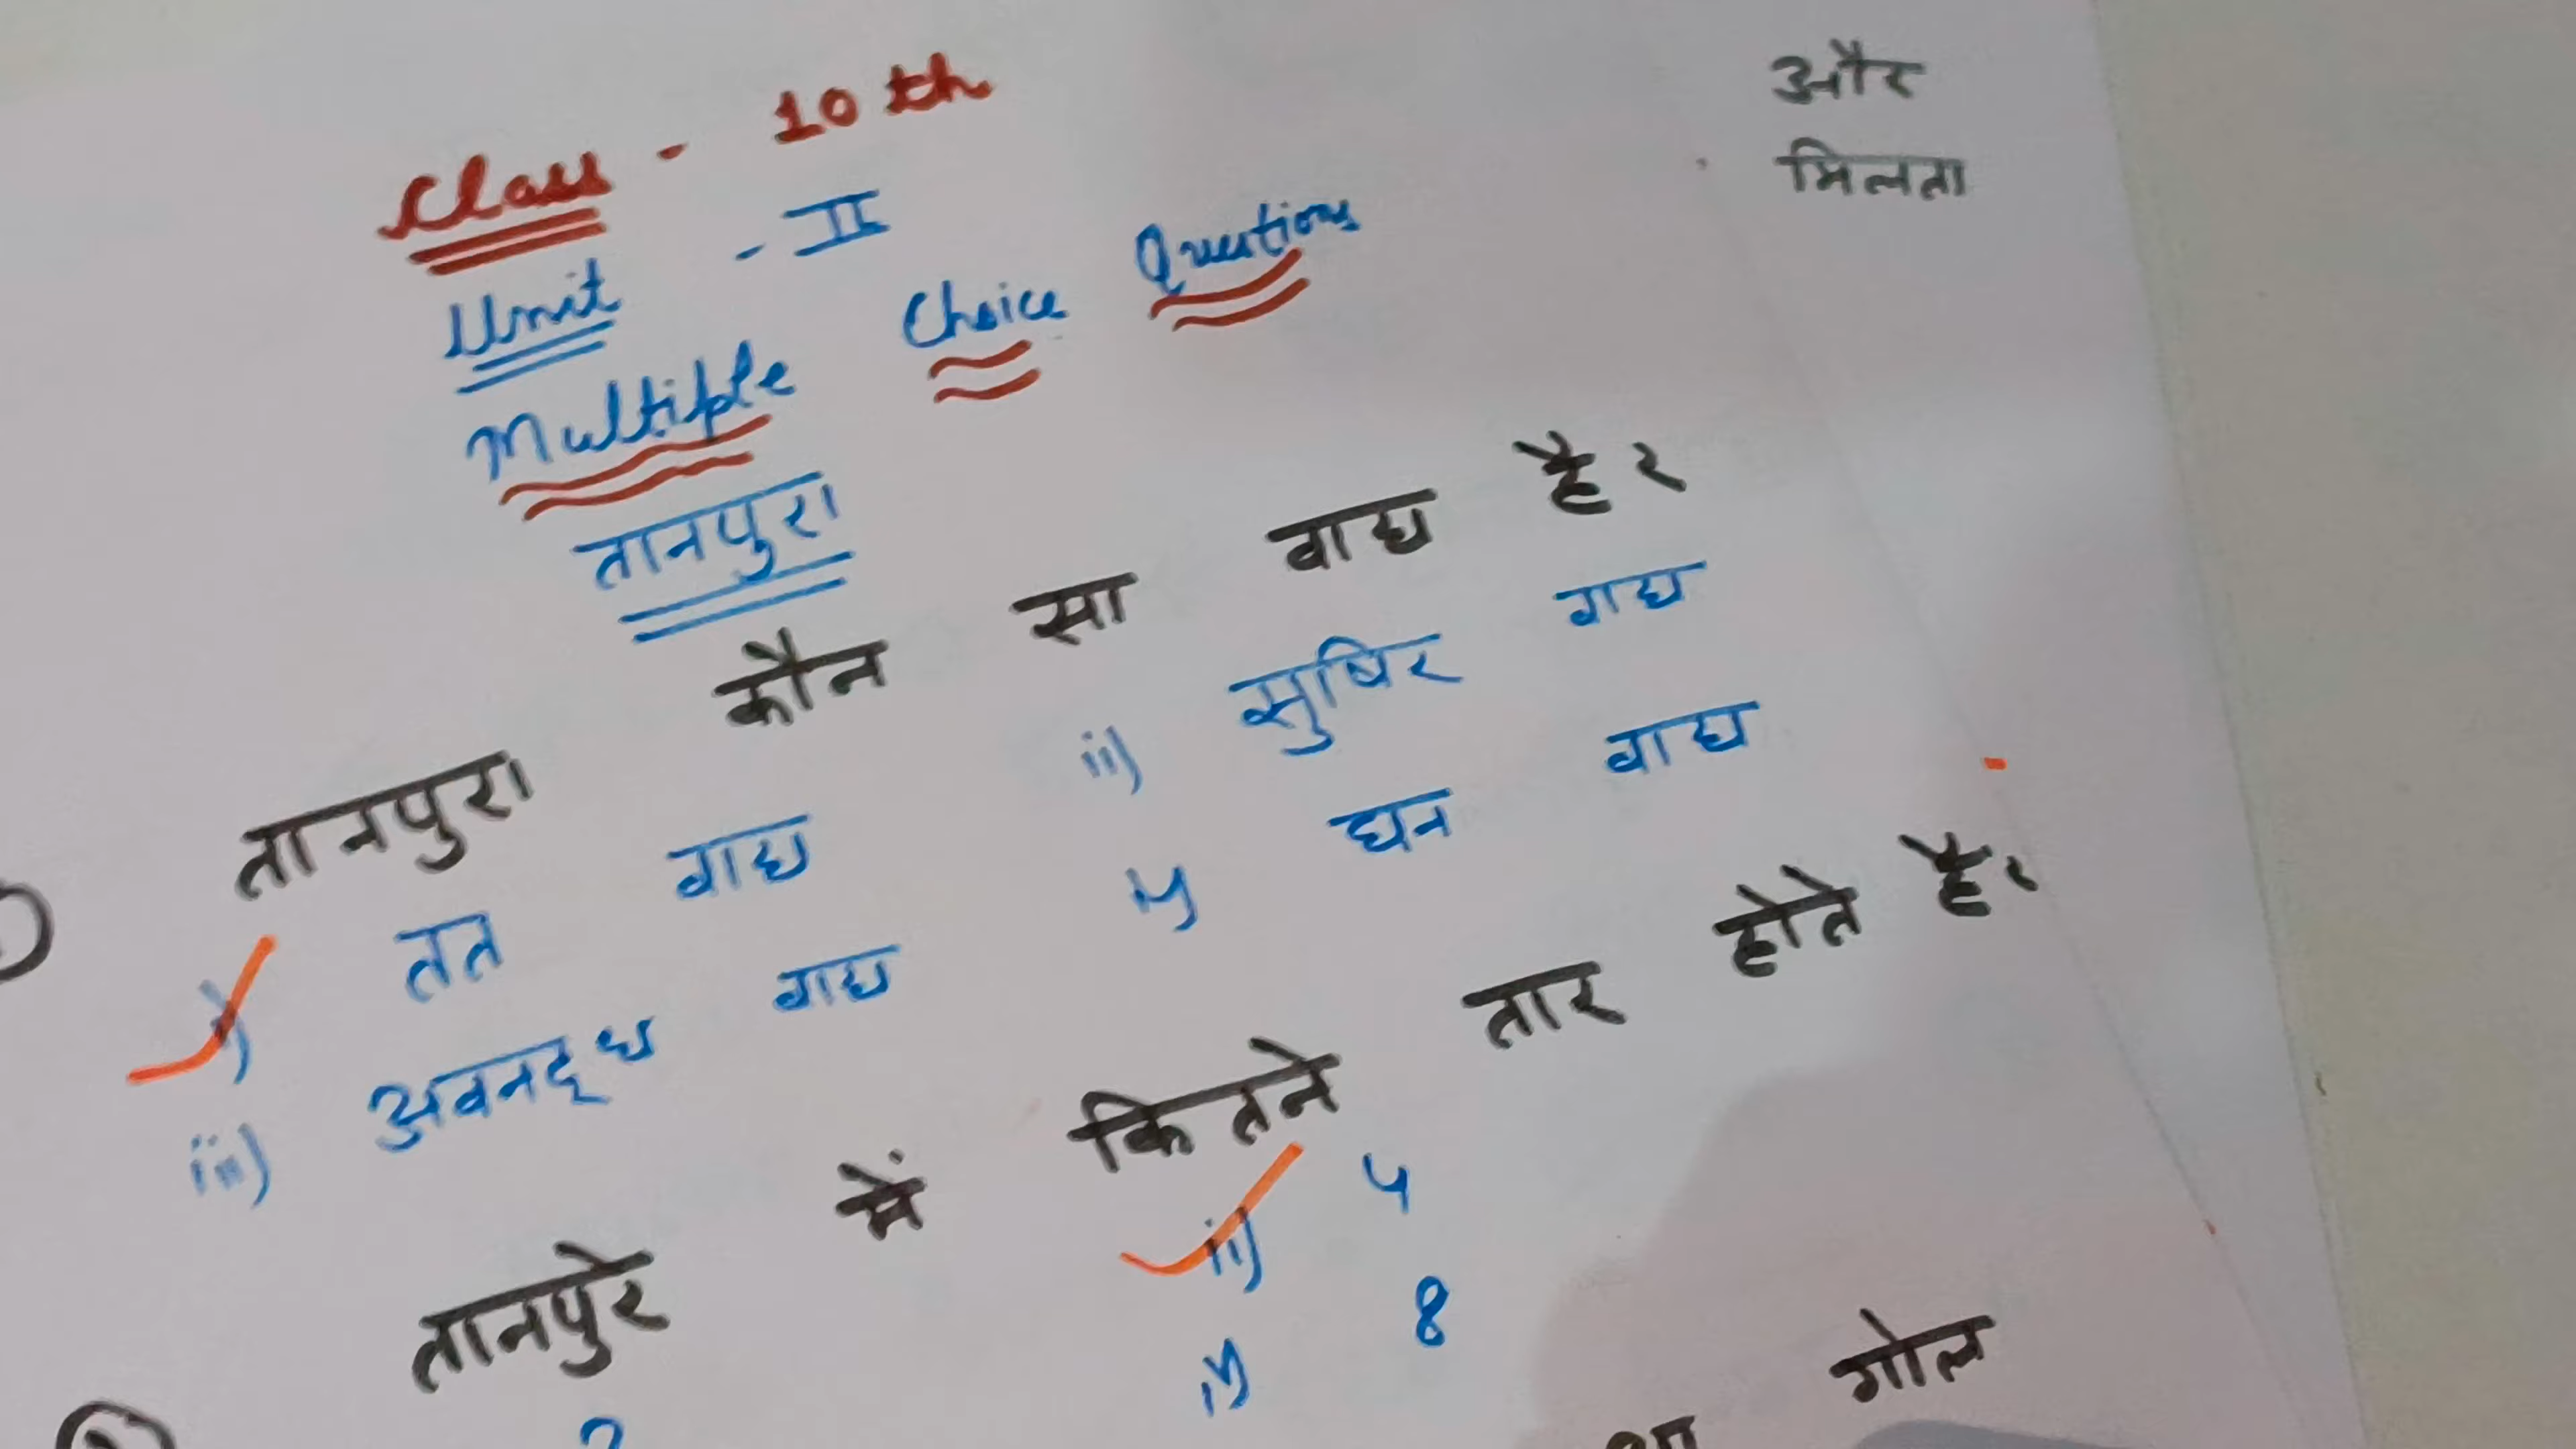 Class - 10 th
और
मिलता
Unit - II
Multiple Choice Questions
तानपुरा
तानपुरा कौन सा वाद्य है?
i) तत वाद्य ii) सुषिर वाद्य
iii) अवनद्ध वाद्य iv) घन वाद्य
तानपुरे में कितने तार होते हैं?
ii) 4
iv) 8
गोल